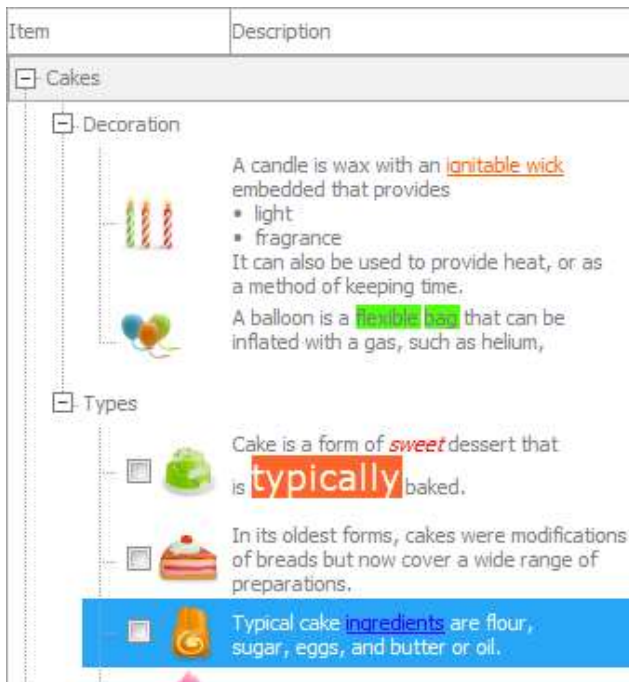 Item Description
Cakes
Decoration
A candle is wax with an ignitable wick
embedded that provides
• light
• fragrance
It can also be used to provide heat, or as
a method of keeping time.
A balloon is a flexible bag that can be
inflated with a gas, such as helium,
Types
Cake is a form of sweet dessert that
is typically baked.
In its oldest forms, cakes were modifications
of breads but now cover a wide range of
preparations.
Typical cake ingredients are flour,
sugar, eggs, and butter or oil.